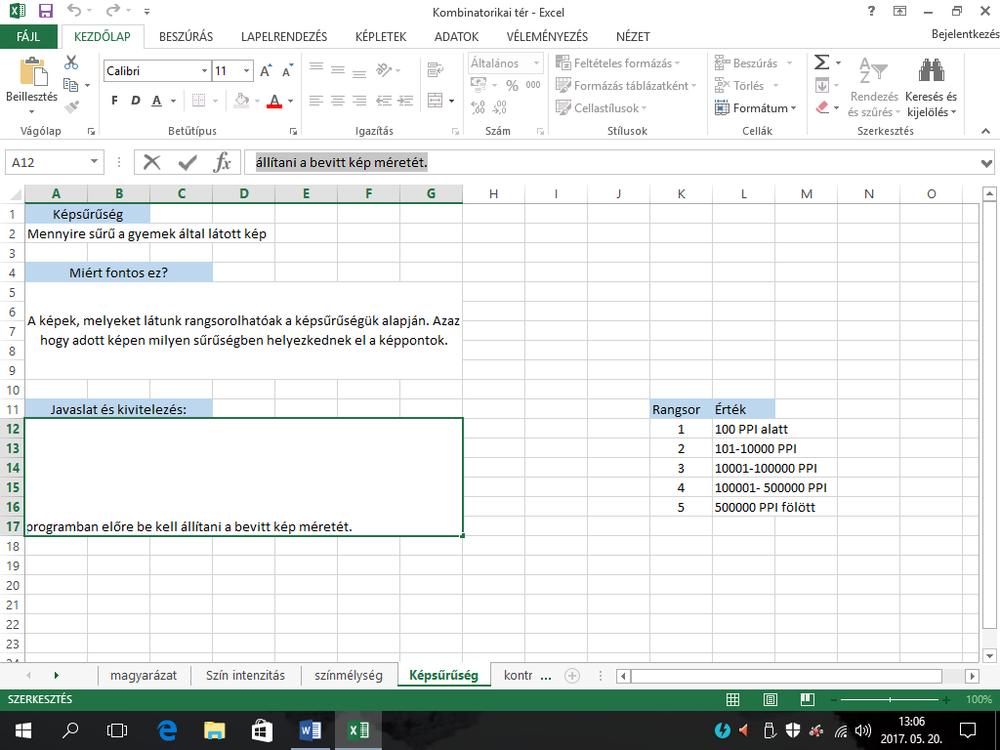 Kombinatorikai tér - Excel
FÁJL KEZDŐLAP BESZÚRÁS LAPELRENDEZÉS KÉPLETEK ADATOK VÉLEMÉNYEZÉS NÉZET Bejelentkezés
Beillesztés
Vágólap
Calibri 11
F D A A
Betűtípus
Igazítás
Általános
% 000
Szám
Feltételes formázás
Formázás táblázatként
Cellastílusok
Stílusok
Beszúrás
Törlés
Formátum
Cellák
Rendezés
és szűrés
Keresés és
kijelölés
Szerkesztés
A12 fx állítani a bevitt kép méretét.
A B C D E F G H I J K L M N O
1 Képsűrűség
2 Mennyire sűrű a gyemek által látott kép
3
4 Miért fontos ez?
5
6
7
8
9
A képek, melyeket látunk rangsorolhatóak a képsűrűségük alapján. Azaz
hogy adott képen milyen sűrűségben helyezkednek el a képpontok.
10
11 Javaslat és kivitelezés: Rangsor Érték
12 1 100 PPI alatt
13 2 101-10000 PPI
14 3 10001-100000 PPI
15 4 100001- 500000 PPI
16 5 500000 PPI fölött
17 programban előre be kell állítani a bevitt kép méretét.
18
19
20
21
22
23
magyarázat Szín intenzitás színmélység Képsűrűség kontr ...
SZERKESZTÉS 100%
13:06
2017. 05. 20.